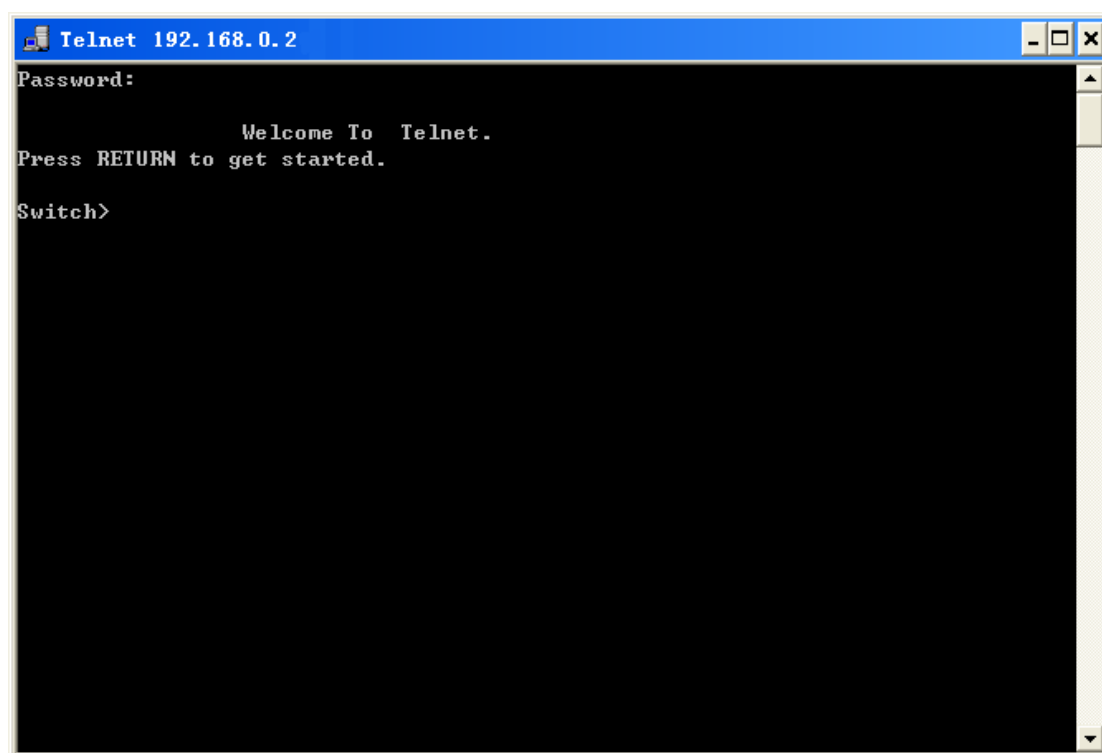 Telnet 192.168.0.2
Password:
Welcome To  Telnet.
Press RETURN to get started.
Switch>